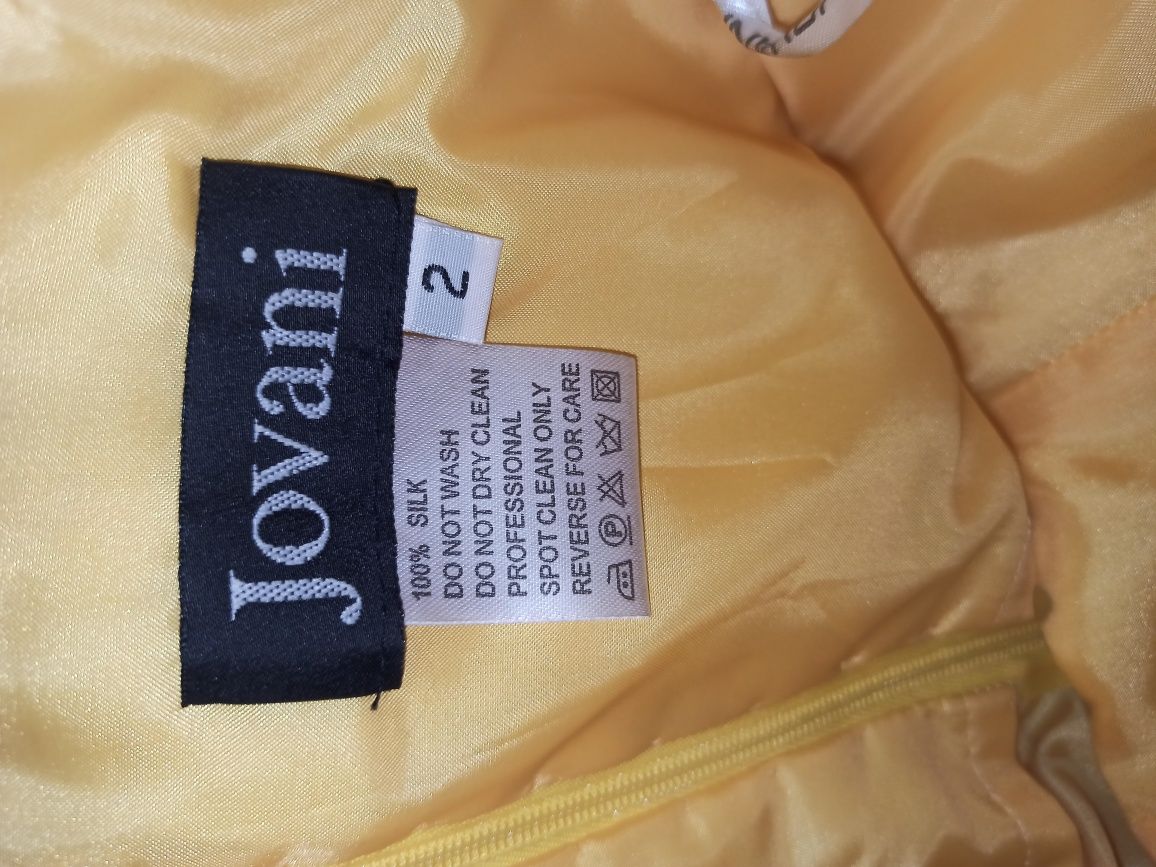 Jovani
2
100% SILK
DO NOT WASH
DO NOT DRY CLEAN
PROFESSIONAL
SPOT CLEAN ONLY
REVERSE FOR CARE
P